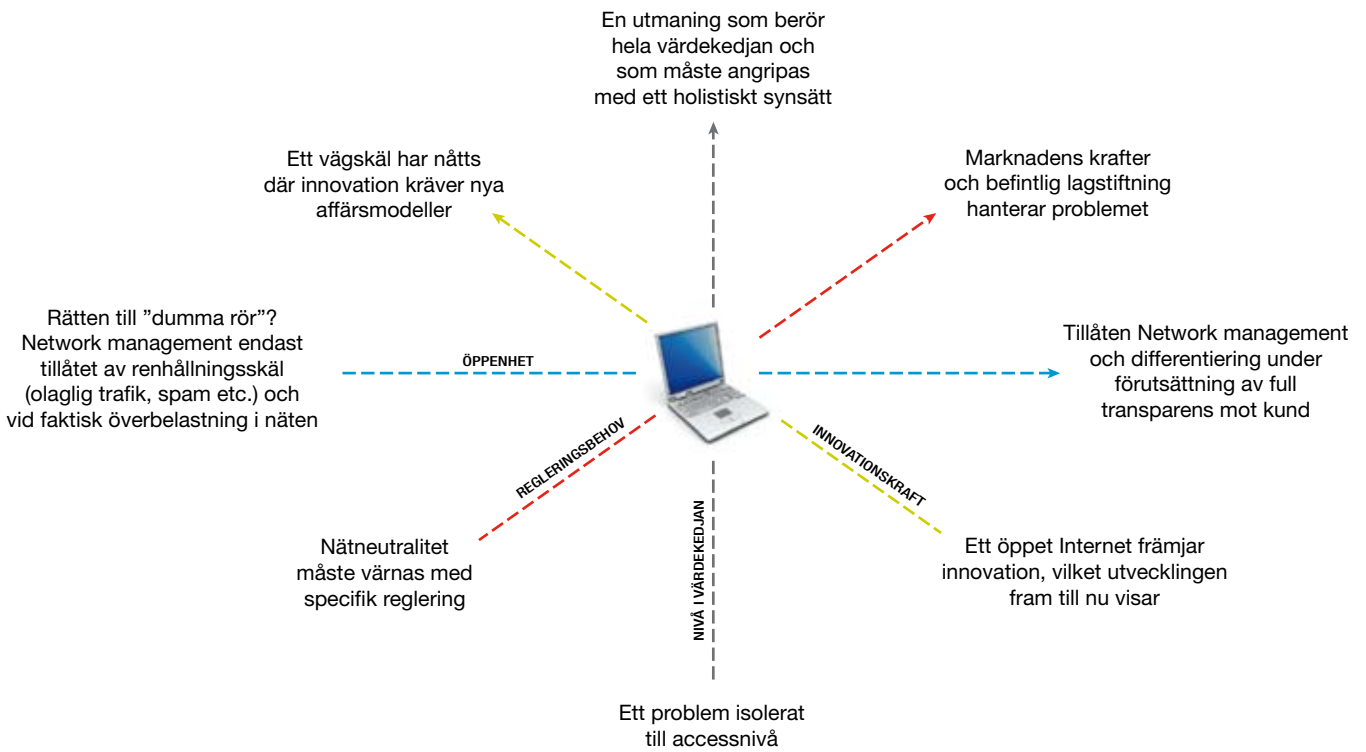 En utmaning som berör
hela värdekedjan och
som måste angripas
med ett holistiskt synsätt
Ett vägskäl har nåtts
där innovation kräver nya
affärsmodeller
Marknadens krafter
och befintlig lagstiftning
hanterar problemet
Rätten till ”dumma rör”?
Network management endast
tillåtet av renhållningsskäl
(olaglig trafik, spam etc.) och
vid faktisk överbelastning i näten
ÖPPENHET
Tillåten Network management
och differentiering under
förutsättning av full
transparens mot kund
REGLERINGSBEHOV
INNOVATIONSKRAFT
NIVÅ I VÄRDEKEDJAN
Nätneutralitet
måste värnas med
specifik reglering
Ett öppet Internet främjar
innovation, vilket utvecklingen
fram till nu visar
Ett problem isolerat
till accessnivå